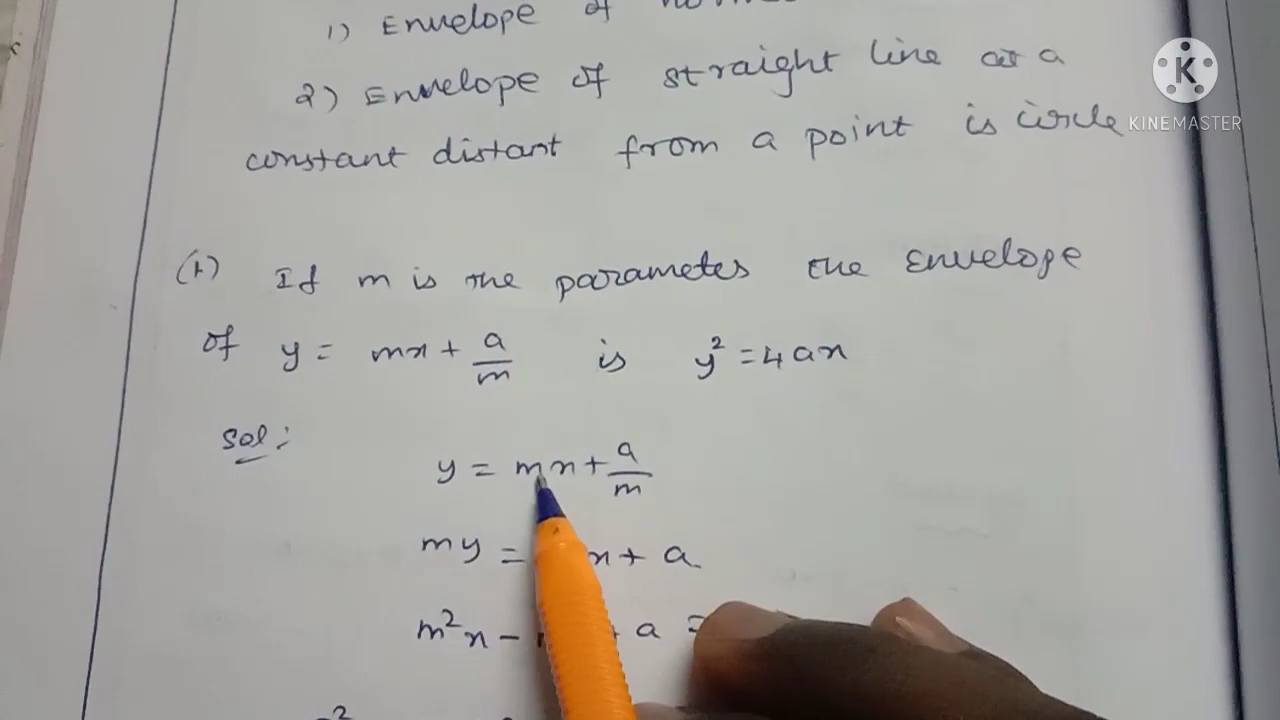 1) Envelope of
2) Envelope of straight line at a
constant distant from a point is circle
KINEMASTER
(1) If m is the parameter the envelope
of y = mx + a/m is y² = 4ax
Sol:
y = mx + a/m
my = x + a
m²x - + a =